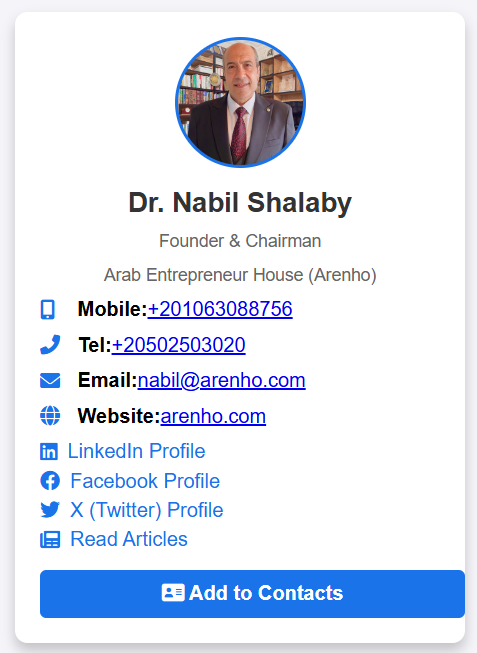 Dr. Nabil Shalaby
Founder & Chairman
Arab Entrepreneur House (Arenho)
Mobile:+201063088756
Tel:+20502503020
Email:nabil@arenho.com
Website:arenho.com
LinkedIn Profile
Facebook Profile
X (Twitter) Profile
Read Articles
Add to Contacts